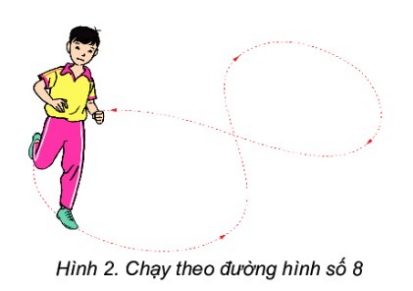 Hình 2. Chạy theo đường hình số 8